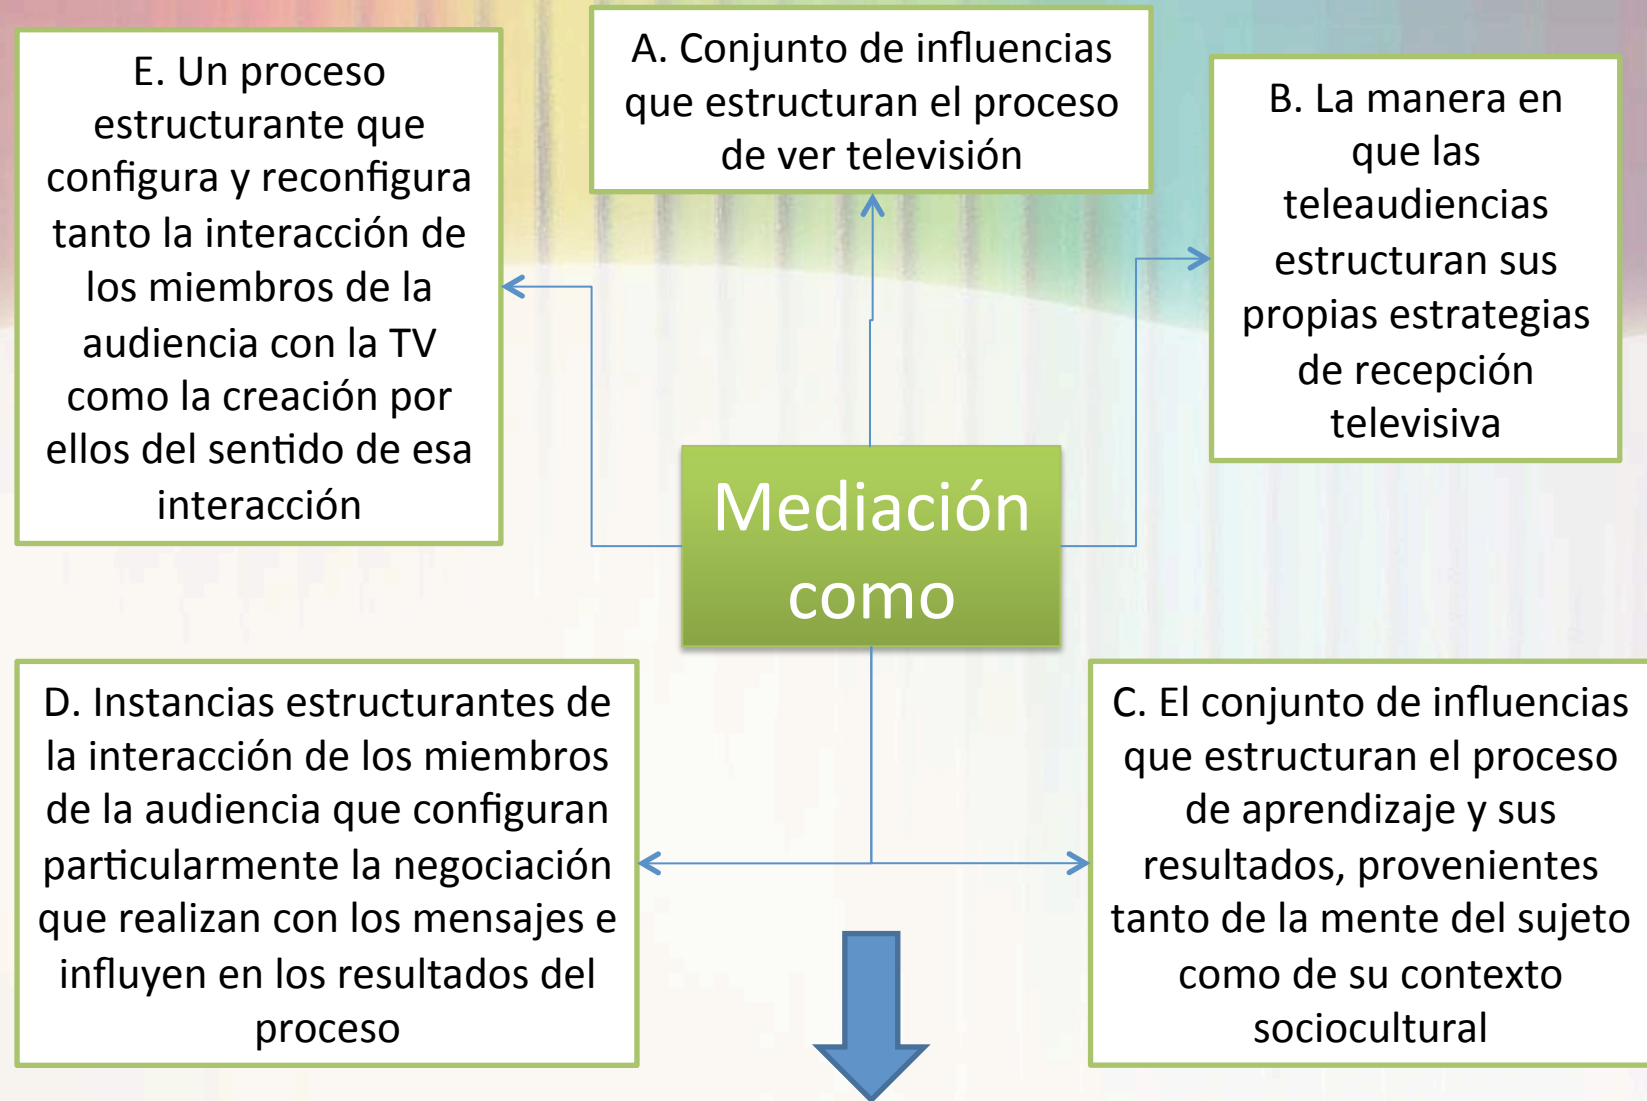 E. Un proceso
estructurante que
configura y reconfigura
tanto la interacción de
los miembros de la
audiencia con la TV
como la creación por
ellos del sentido de esa
interacción
A. Conjunto de influencias
que estructuran el proceso
de ver televisión
B. La manera en
que las
teleaudiencias
estructuran sus
propias estrategias
de recepción
televisiva
Mediación
como
D. Instancias estructurantes de
la interacción de los miembros
de la audiencia que configuran
particularmente la negociación
que realizan con los mensajes e
influyen en los resultados del
proceso
C. El conjunto de influencias
que estructuran el proceso
de aprendizaje y sus
resultados, provenientes
tanto de la mente del sujeto
como de su contexto
sociocultural